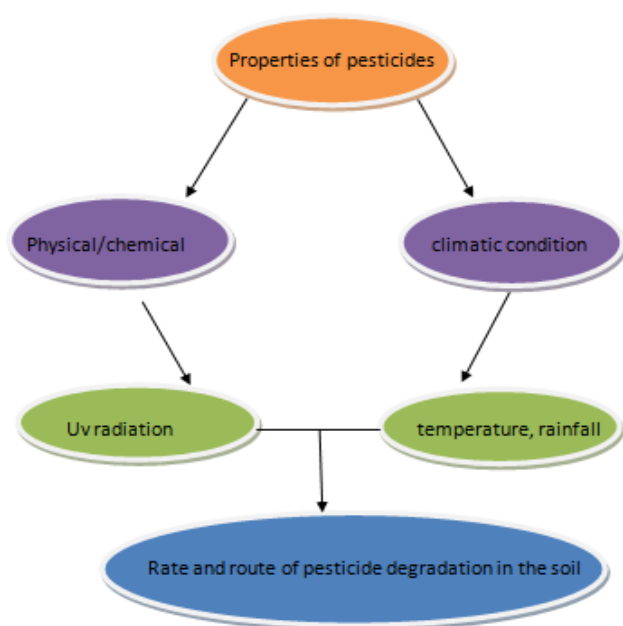 Properties of pesticides
Physical/chemical
climatic condition
Uv radiation
temperature, rainfall
Rate and route of pesticide degradation in the soil